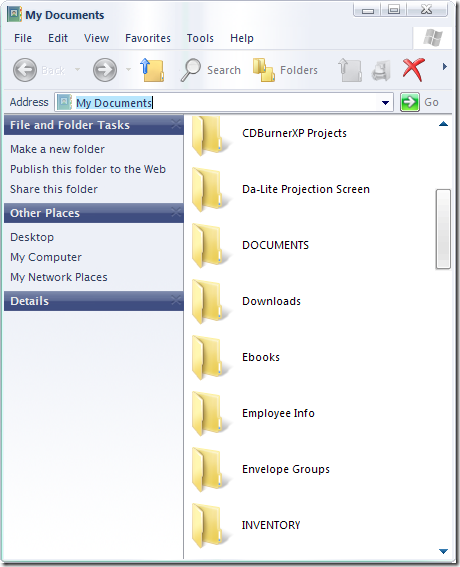 My Documents
File Edit View Favorites Tools Help
Back Search Folders
Address My Documents Go
File and Folder Tasks
Make a new folder
Publish this folder to the Web
Share this folder
Other Places
Desktop
My Computer
My Network Places
Details
CDBurnerXP Projects
Da-Lite Projection Screen
DOCUMENTS
Downloads
Ebooks
Employee Info
Envelope Groups
INVENTORY